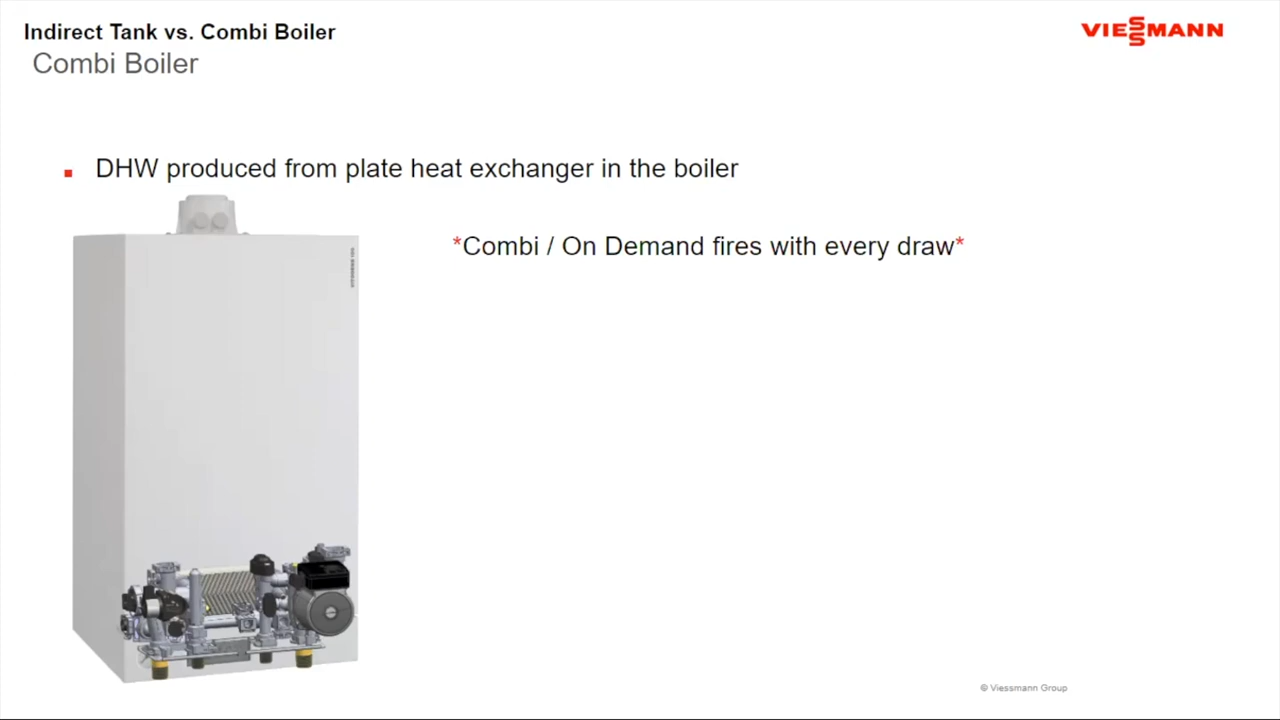 Indirect Tank vs. Combi Boiler
VIESSMANN
Combi Boiler
DHW produced from plate heat exchanger in the boiler
*Combi / On Demand fires with every draw*
© Viessmann Group